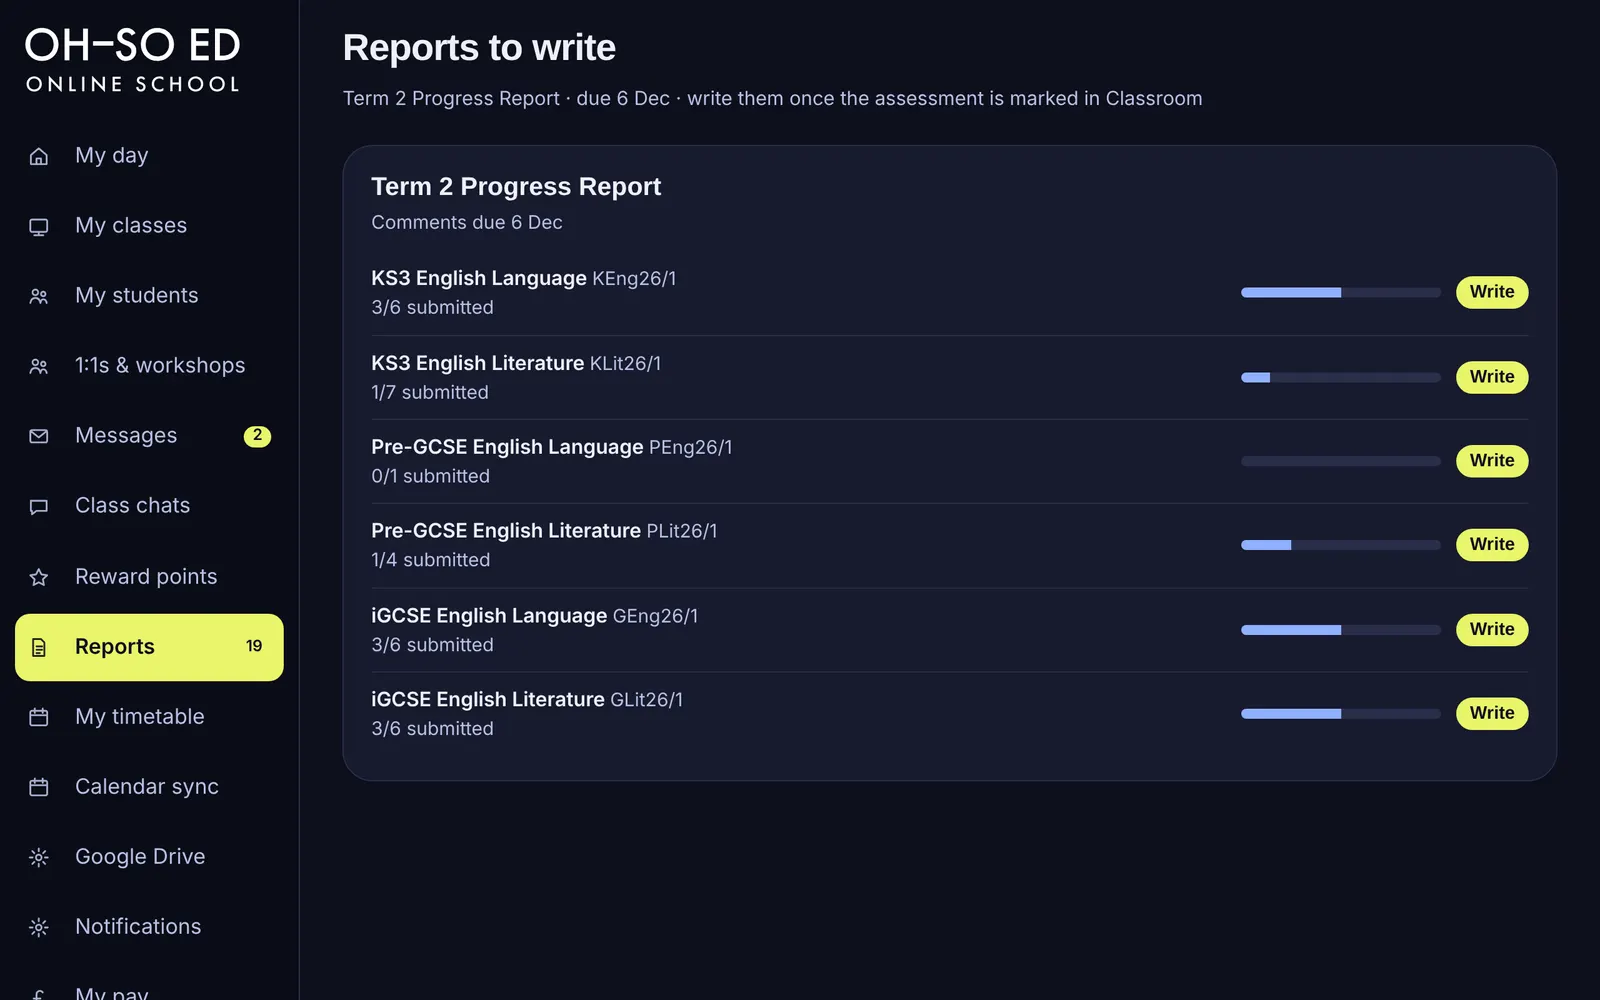 OH-SO ED
ONLINE SCHOOL
My day
My classes
My students
1:1s & workshops
Messages 2
Class chats
Reward points
Reports 19
My timetable
Calendar sync
Google Drive
Notifications
My pay
Reports to write
Term 2 Progress Report · due 6 Dec · write them once the assessment is marked in Classroom
Term 2 Progress Report
Comments due 6 Dec
KS3 English Language KEng26/1
3/6 submitted
Write
KS3 English Literature KLit26/1
1/7 submitted
Write
Pre-GCSE English Language PEng26/1
0/1 submitted
Write
Pre-GCSE English Literature PLit26/1
1/4 submitted
Write
iGCSE English Language GEng26/1
3/6 submitted
Write
iGCSE English Literature GLit26/1
3/6 submitted
Write